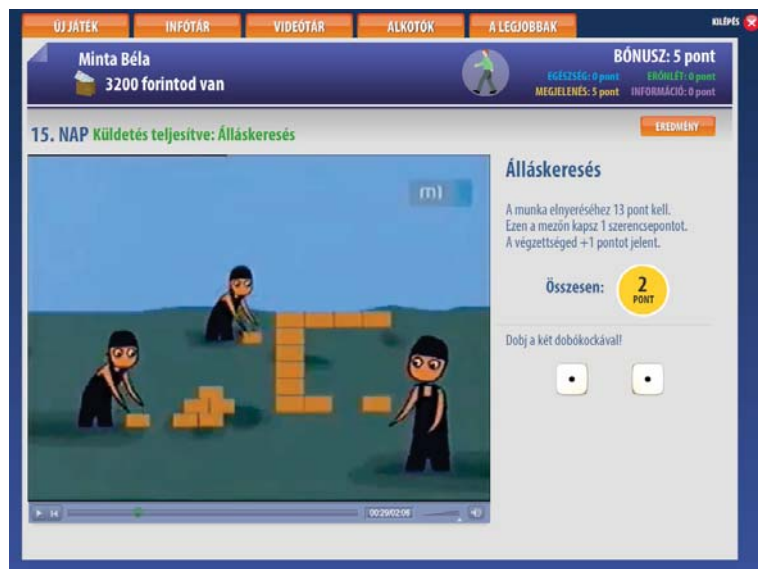 ÚJ JÁTÉK INFÓTÁR VIDEÓTÁR ALKOTÓK A LEGJOBBAK KILÉPÉS
Minta Béla
3200 forintod van
BÓNUSZ: 5 pont
EGÉSZSÉG: 0 pont ERŐNLÉT: 0 pont
MEGJELENÉS: 5 pont INFORMÁCIÓ: 0 pont
15. NAP Küldetés teljesítve: Álláskeresés
EREDMÉNY
m1
Álláskeresés
A munka elnyeréséhez 13 pont kell.
Ezen a mezőn kapsz 1 szerencsepontot.
A végzettséged +1 pontot jelent.
Összesen:
2
PONT
Dobj a két dobókockával!
00:29/02:06